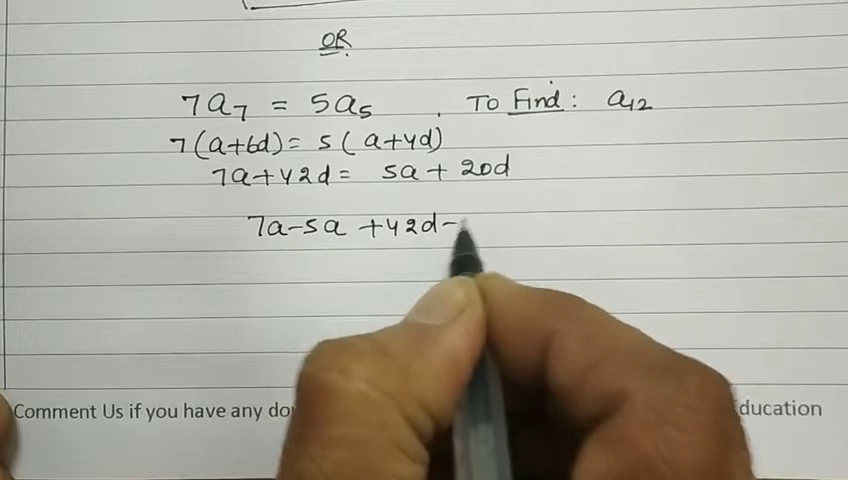 OR
7a₇ = 5a₅ . To Find : a₁₂
7(a+6d) = 5(a+4d)
7a+42d = 5a+20d
7a-5a +42d-
Comment Us if you have any do
ducation